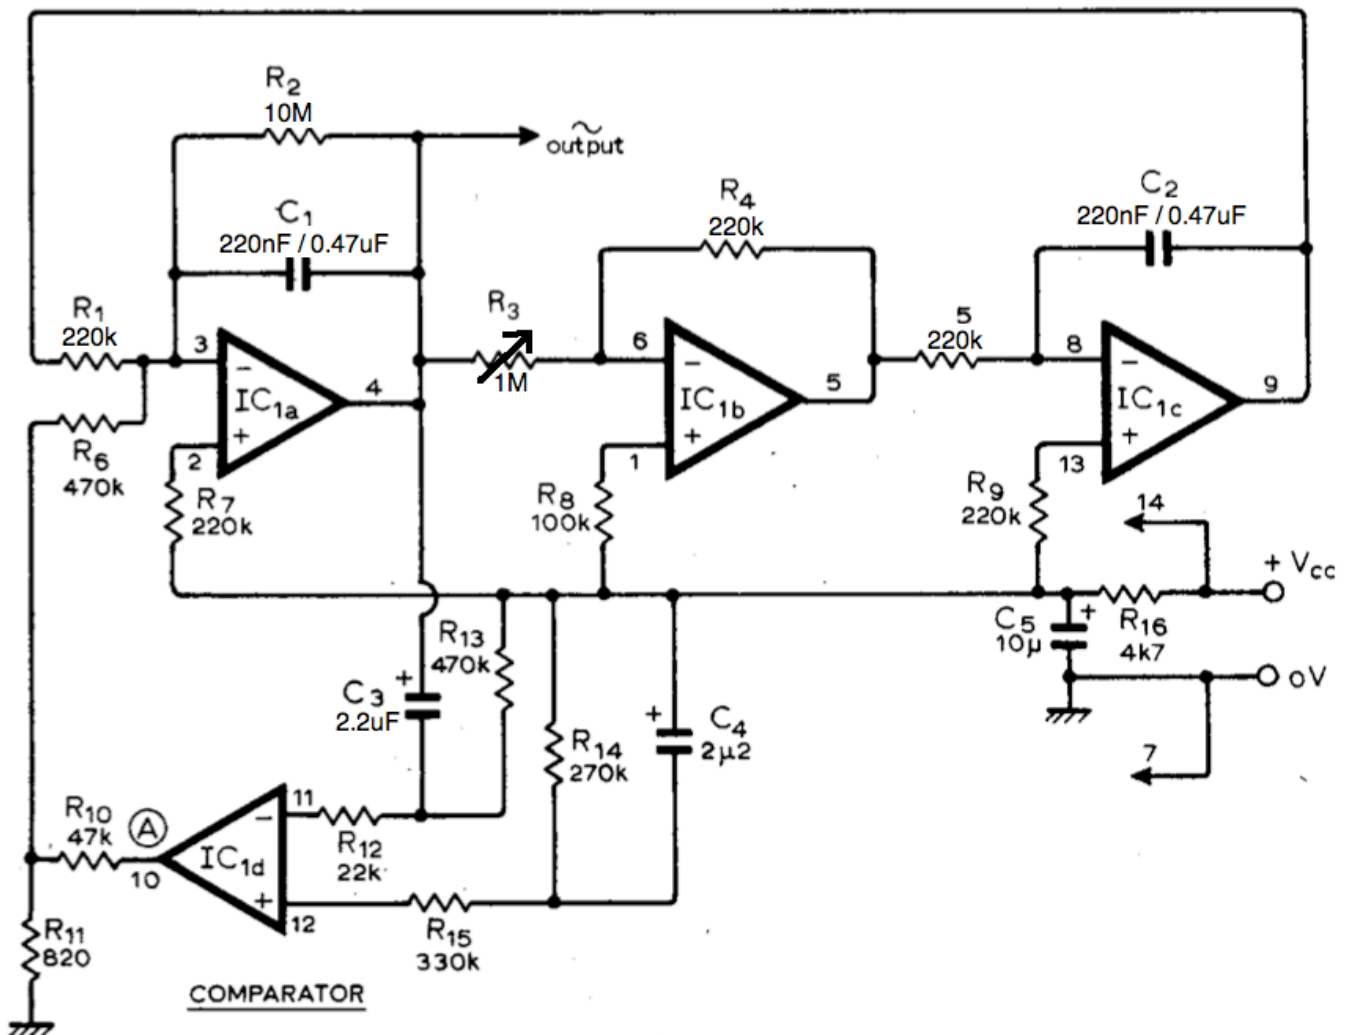 R2
10M
~
output
C1
220nF / 0.47uF
R4
220k
C2
220nF / 0.47uF
R1
220k
R3
1M
5
220k
3
−
IC1a
+
2
4
6
−
IC1b
+
1
5
8
−
IC1c
+
13
9
R6
470k
R7
220k
R8
100k
R9
220k
14
+ Vcc
C5
10µ
+
R16
4k7
0V
7
R13
470k
+
C3
2.2uF
R14
270k
+
C4
2µ2
R10
47k
A
10
IC1d
11
−
+
12
R12
22k
R15
330k
R11
820
COMPARATOR